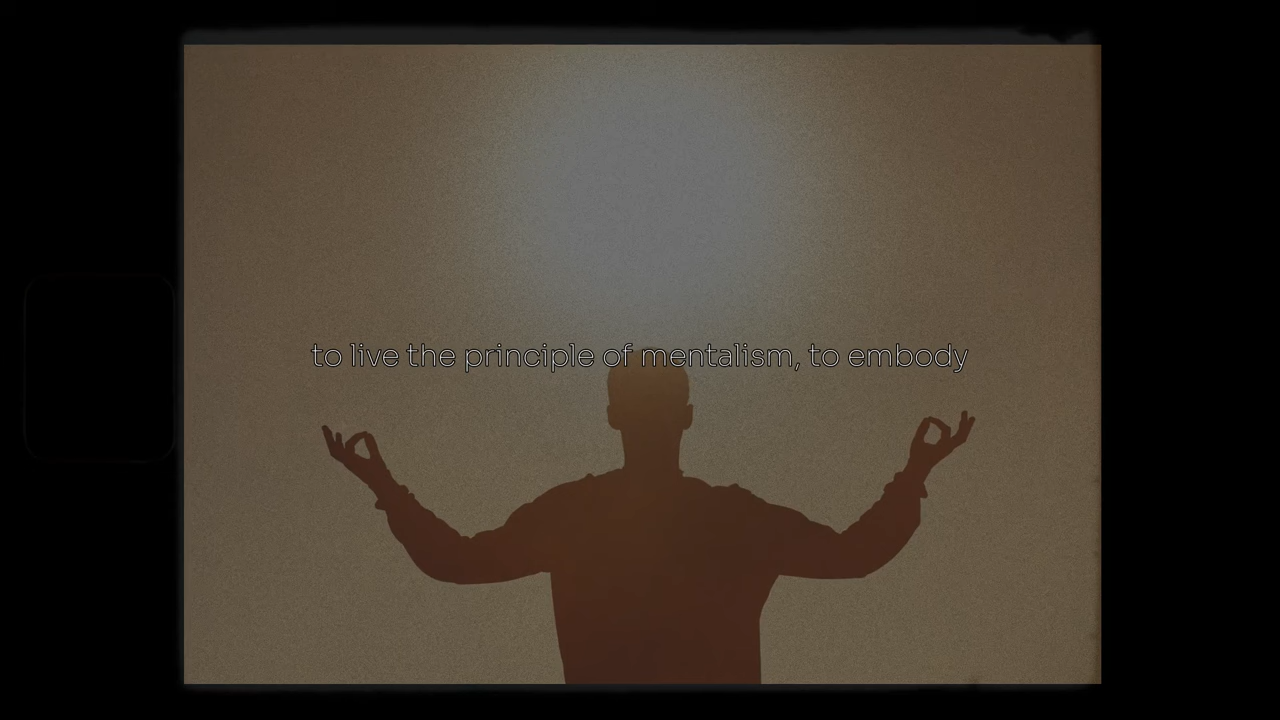 to live the principle of mentalism, to embody